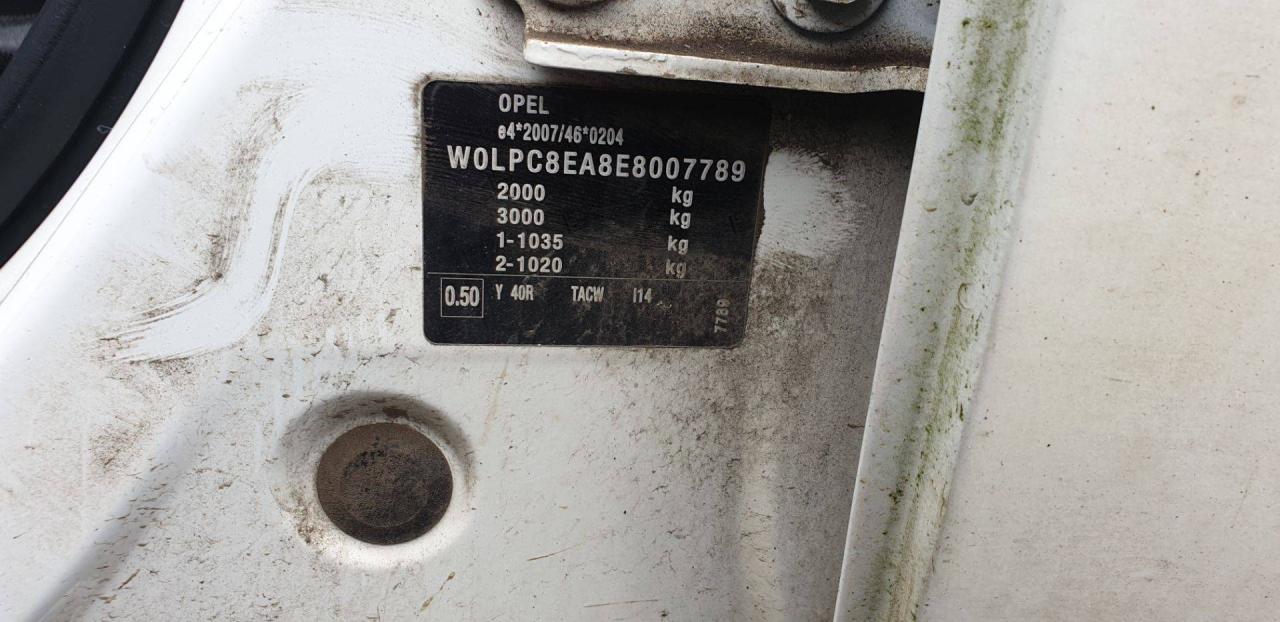 OPEL
e4*2007/46*0204
W0LPC8EA8E8007789
2000 kg
3000 kg
1-1035 kg
2-1020 kg
0.50 Y 40R TACW I14
7789